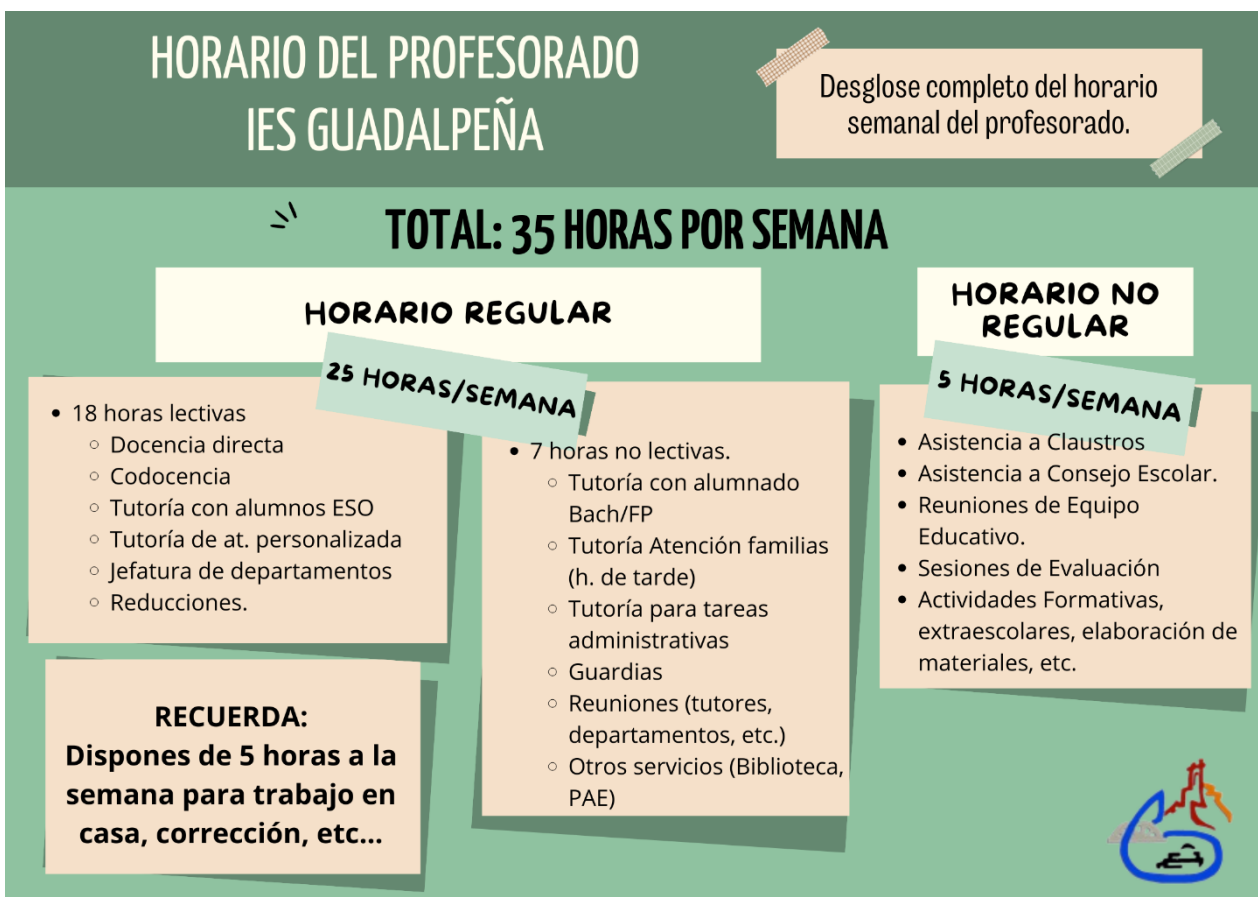 HORARIO DEL PROFESORADO
IES GUADALPEÑA
Desglose completo del horario
semanal del profesorado.
TOTAL: 35 HORAS POR SEMANA
HORARIO REGULAR
25 HORAS/SEMANA
• 18 horas lectivas
◦ Docencia directa
◦ Codocencia
◦ Tutoría con alumnos ESO
◦ Tutoría de at. personalizada
◦ Jefatura de departamentos
◦ Reducciones.
• 7 horas no lectivas.
◦ Tutoría con alumnado
Bach/FP
◦ Tutoría Atención familias
(h. de tarde)
◦ Tutoría para tareas
administrativas
◦ Guardias
◦ Reuniones (tutores,
departamentos, etc.)
◦ Otros servicios (Biblioteca,
PAE)
HORARIO NO
REGULAR
5 HORAS/SEMANA
• Asistencia a Claustros
• Asistencia a Consejo Escolar.
• Reuniones de Equipo
Educativo.
• Sesiones de Evaluación
• Actividades Formativas,
extraescolares, elaboración de
materiales, etc.
RECUERDA:
Dispones de 5 horas a la
semana para trabajo en
casa, corrección, etc...